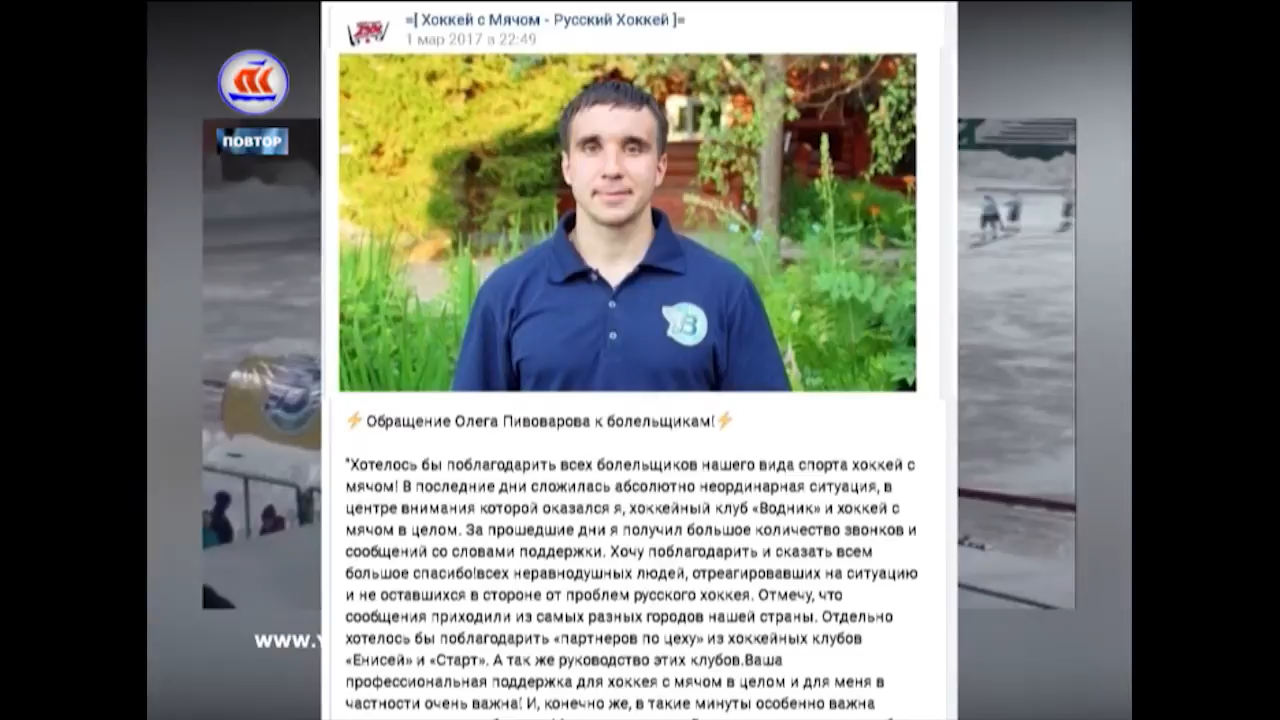 =[ Хоккей с Мячом - Русский Хоккей ]=
1 мар 2017 в 22:49
ПОВТОР
В
⚡Обращение Олега Пивоварова к болельщикам!⚡
"Хотелось бы поблагодарить всех болельщиков нашего вида спорта хоккей с
мячом! В последние дни сложилась абсолютно неординарная ситуация, в
центре внимания которой оказался я, хоккейный клуб «Водник» и хоккей с
мячом в целом. За прошедшие дни я получил большое количество звонков и
сообщений со словами поддержки. Хочу поблагодарить и сказать всем
большое спасибо!всех неравнодушных людей, отреагировавших на ситуацию
и не оставшихся в стороне от проблем русского хоккея. Отмечу, что
сообщения приходили из самых разных городов нашей страны. Отдельно
хотелось бы поблагодарить «партнеров по цеху» из хоккейных клубов
«Енисей» и «Старт». А так же руководство этих клубов.Ваша
профессиональная поддержка для хоккея с мячом в целом и для меня в
частности очень важна! И, конечно же, в такие минуты особенно важна
www.